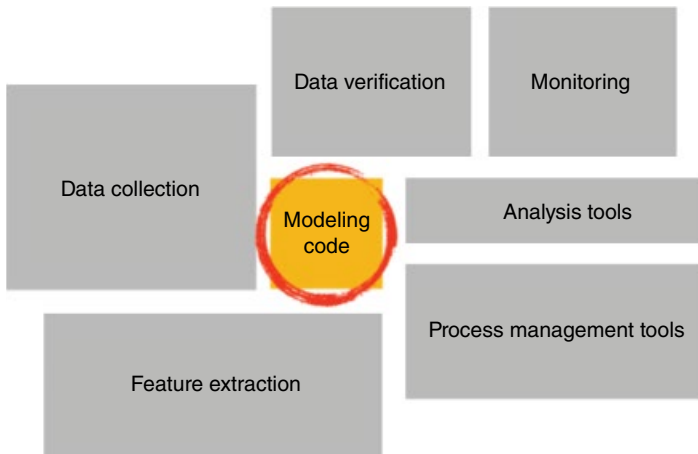 Data verification
Monitoring
Data collection
Modeling
code
Analysis tools
Process management tools
Feature extraction